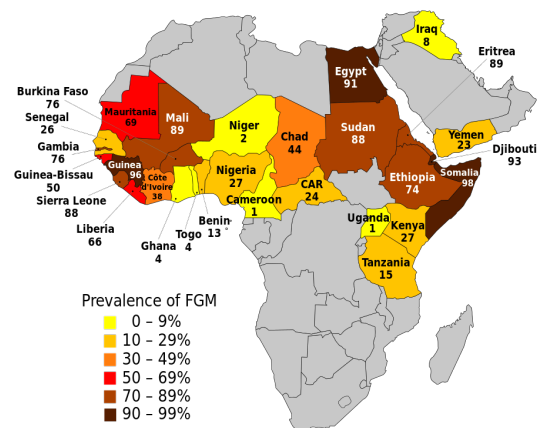 Iraq
8
Eritrea
89
Egypt
91
Burkina Faso
76
Mauritania
69
Mali
89
Niger
2
Chad
44
Sudan
88
Yemen
23
Senegal
26
Djibouti
93
Gambia
76
Guinea
96
Nigeria
27
Ethiopia
74
Somalia
98
Guinea-Bissau
50
Côte
d'Ivoire
38
CAR
24
Cameroon
1
Sierra Leone
88
Uganda
1
Kenya
27
Liberia
66
Benin
13
Togo
4
Ghana
4
Tanzania
15
Prevalence of FGM
0 – 9%
10 – 29%
30 – 49%
50 – 69%
70 – 89%
90 – 99%